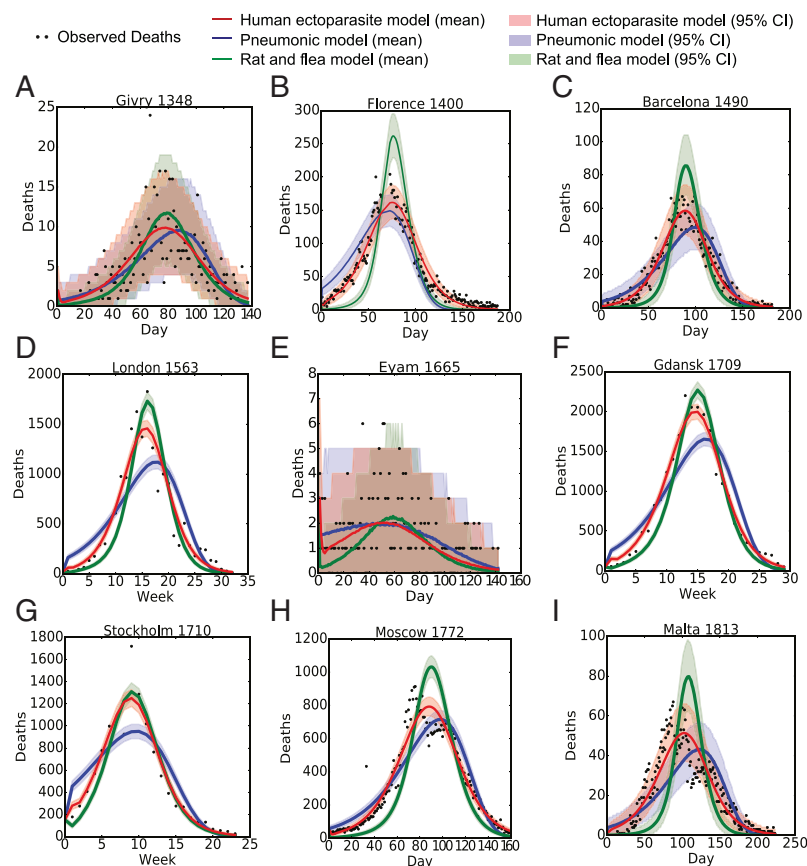 Observed Deaths
Human ectoparasite model (mean)
Pneumonic model (mean)
Rat and flea model (mean)
Human ectoparasite model (95% CI)
Pneumonic model (95% CI)
Rat and flea model (95% CI)
A
Givry 1348
Deaths
25
20
15
10
5
0
0 20 40 60 80 100 120 140
Day
B
Florence 1400
Deaths
300
250
200
150
100
50
0
0 50 100 150 200
Day
C
Barcelona 1490
Deaths
120
100
80
60
40
20
0
0 50 100 150 200
Day
D
London 1563
Deaths
2000
1500
1000
500
0
0 5 10 15 20 25 30 35
Week
E
Eyam 1665
Deaths
8
7
6
5
4
3
2
1
0
0 20 40 60 80 100 120 140 160
Day
F
Gdansk 1709
Deaths
2500
2000
1500
1000
500
0
0 5 10 15 20 25 30
Week
G
Stockholm 1710
Deaths
1800
1600
1400
1200
1000
800
600
400
200
0
0 5 10 15 20 25
Week
H
Moscow 1772
Deaths
1200
1000
800
600
400
200
0
0 20 40 60 80 100 120 140 160
Day
I
Malta 1813
Deaths
100
80
60
40
20
0
0 50 100 150 200 250
Day